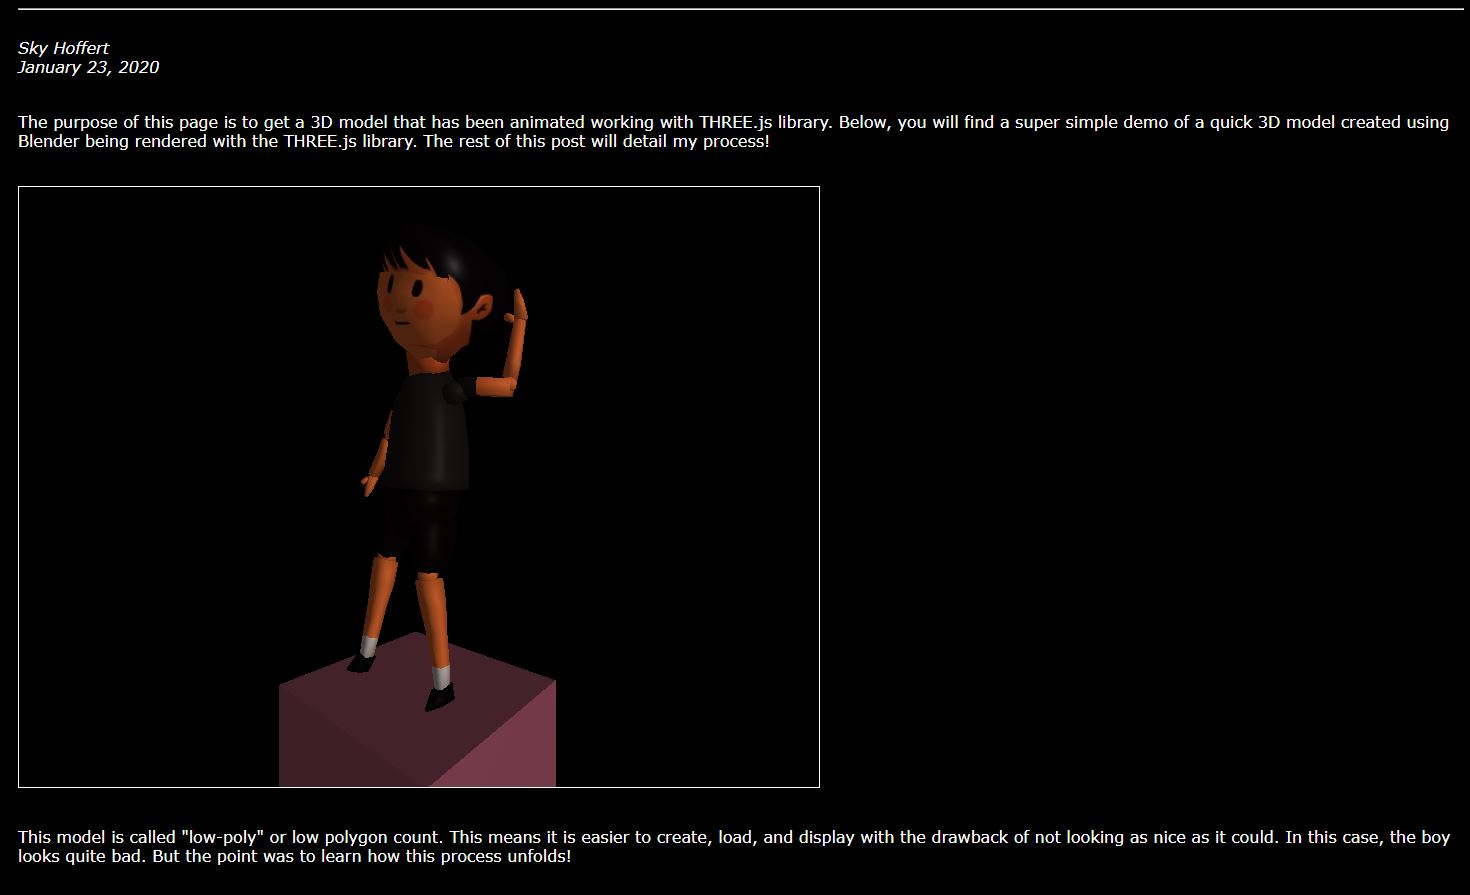 Sky Hoffert
January 23, 2020
The purpose of this page is to get a 3D model that has been animated working with THREE.js library. Below, you will find a super simple demo of a quick 3D model created using
Blender being rendered with the THREE.js library. The rest of this post will detail my process!
This model is called "low-poly" or low polygon count. This means it is easier to create, load, and display with the drawback of not looking as nice as it could. In this case, the boy
looks quite bad. But the point was to learn how this process unfolds!